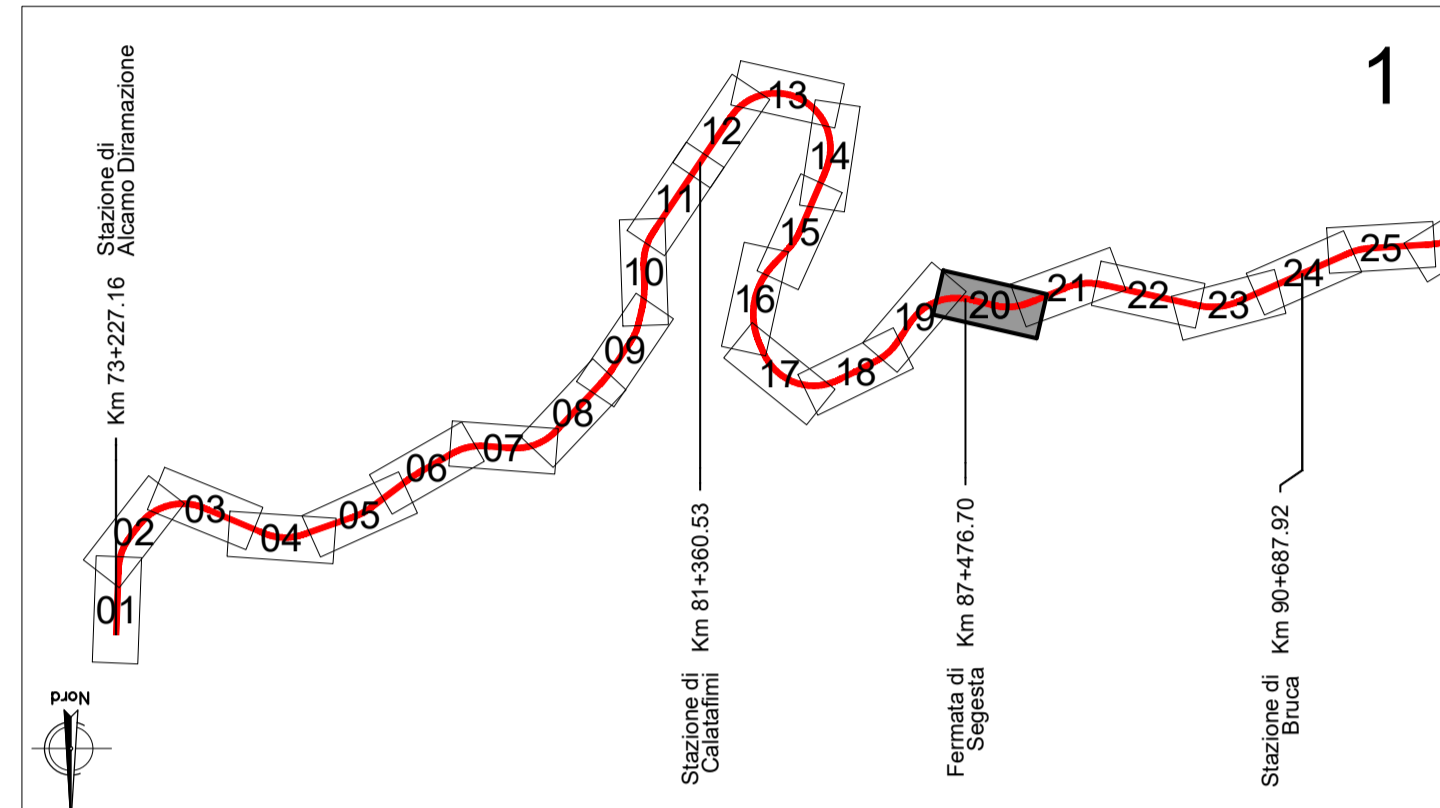 1
Stazione di
Alcamo Diramazione
Km 73+227.16
01
02
03
04
05
06
07
08
09
10
11
12
13
14
15
16
17
18
19
20
21
22
23
24
25
Stazione di
Calatafimi
Km 81+360.53
Fermata di
Segesta
Km 87+476.70
Stazione di
Bruca
Km 90+687.92
Nord